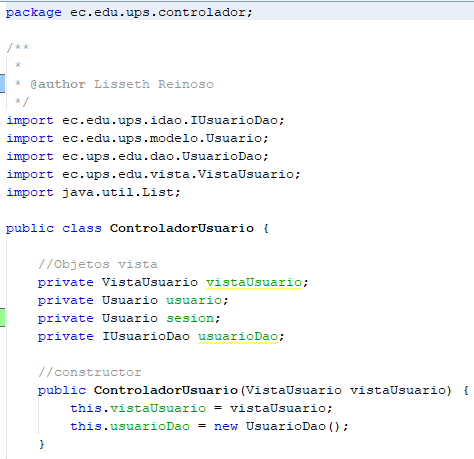 package ec.edu.ups.controlador;
/**
*
* @author Lisseth Reinoso
*/
import ec.edu.ups.idao.IUsuarioDao;
import ec.edu.ups.modelo.Usuario;
import ec.ups.edu.dao.UsuarioDao;
import ec.ups.edu.vista.VistaUsuario;
import java.util.List;
public class ControladorUsuario {
//Objetos vista
private VistaUsuario vistaUsuario;
private Usuario usuario;
private Usuario sesion;
private IUsuarioDao usuarioDao;
//constructor
public ControladorUsuario(VistaUsuario vistaUsuario) {
this.vistaUsuario = vistaUsuario;
this.usuarioDao = new UsuarioDao();
}